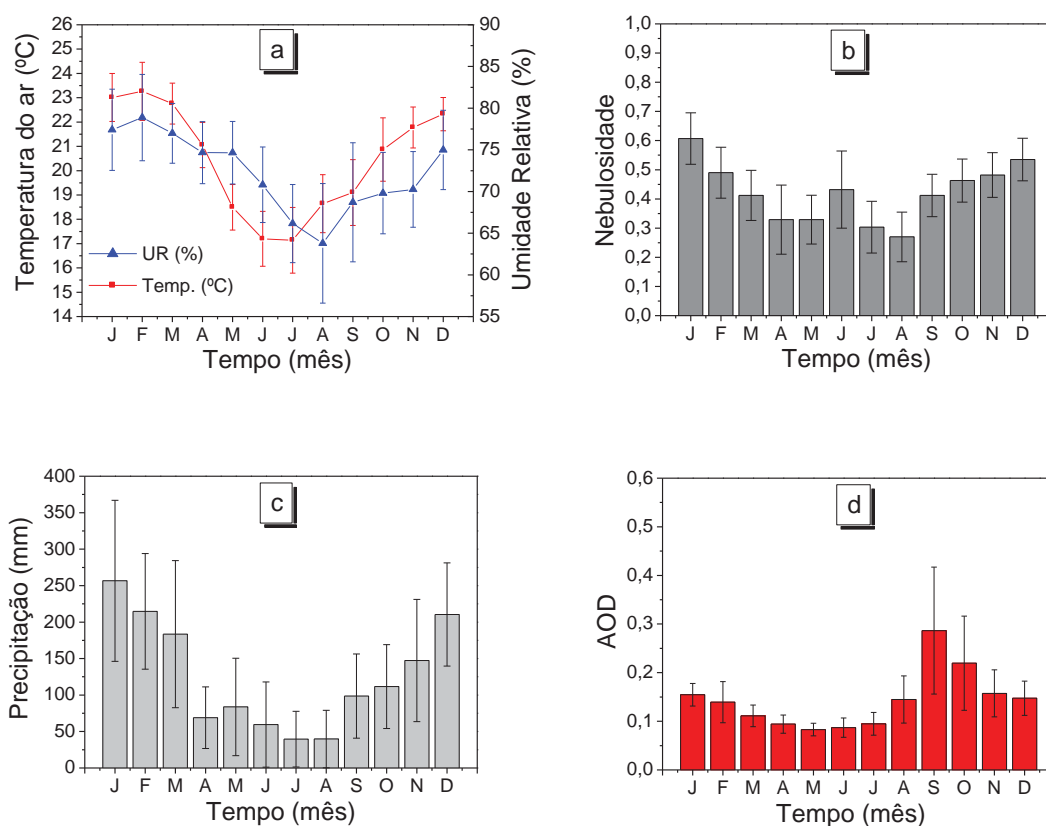 a
Temperatura do ar (ºC)
26
25
24
23
22
21
20
19
18
17
16
15
14
90
85
80
75
70
65
60
55
Umidade Relativa (%)
UR (%)
Temp. (ºC)
J F M A M J J A S O N D
Tempo (mês)
b
Nebulosidade
1,0
0,9
0,8
0,7
0,6
0,5
0,4
0,3
0,2
0,1
0,0
J F M A M J J A S O N D
Tempo (mês)
c
Precipitação (mm)
400
350
300
250
200
150
100
50
0
J F M A M J J A S O N D
Tempo (mês)
d
AOD
0,6
0,5
0,4
0,3
0,2
0,1
0,0
J F M A M J J A S O N D
Tempo (mês)